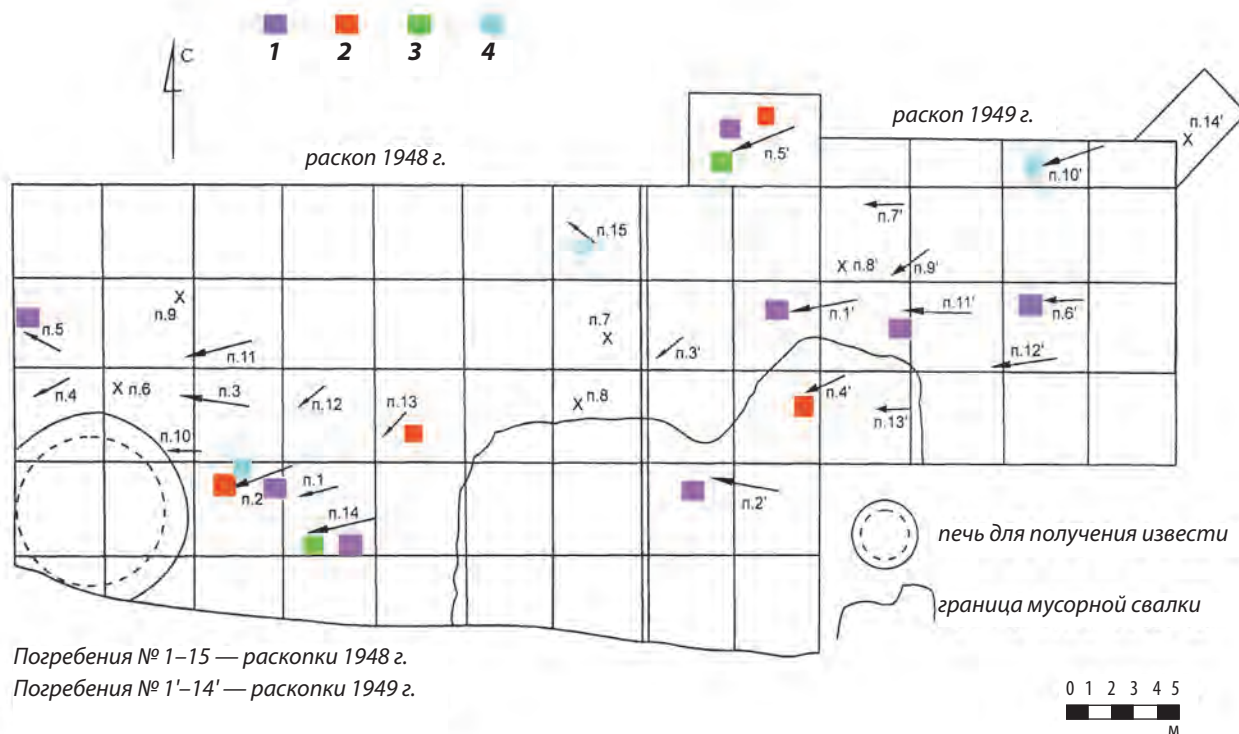 1 2 3 4
С
раскоп 1948 г.
раскоп 1949 г.
п.14'
п.5'
п.10'
п.7'
п.15
п.8'
п.9'
п.9
п.5
п.7
п.1'
п.11'
п.6'
п.11
п.3'
п.12'
п.4
п.6
п.3
п.12
п.13
п.8
п.4'
п.13'
п.10
п.2
п.1
п.2'
п.14
печь для получения извести
граница мусорной свалки
Погребения № 1–15 — раскопки 1948 г.
Погребения № 1'–14' — раскопки 1949 г.
0 1 2 3 4 5
м